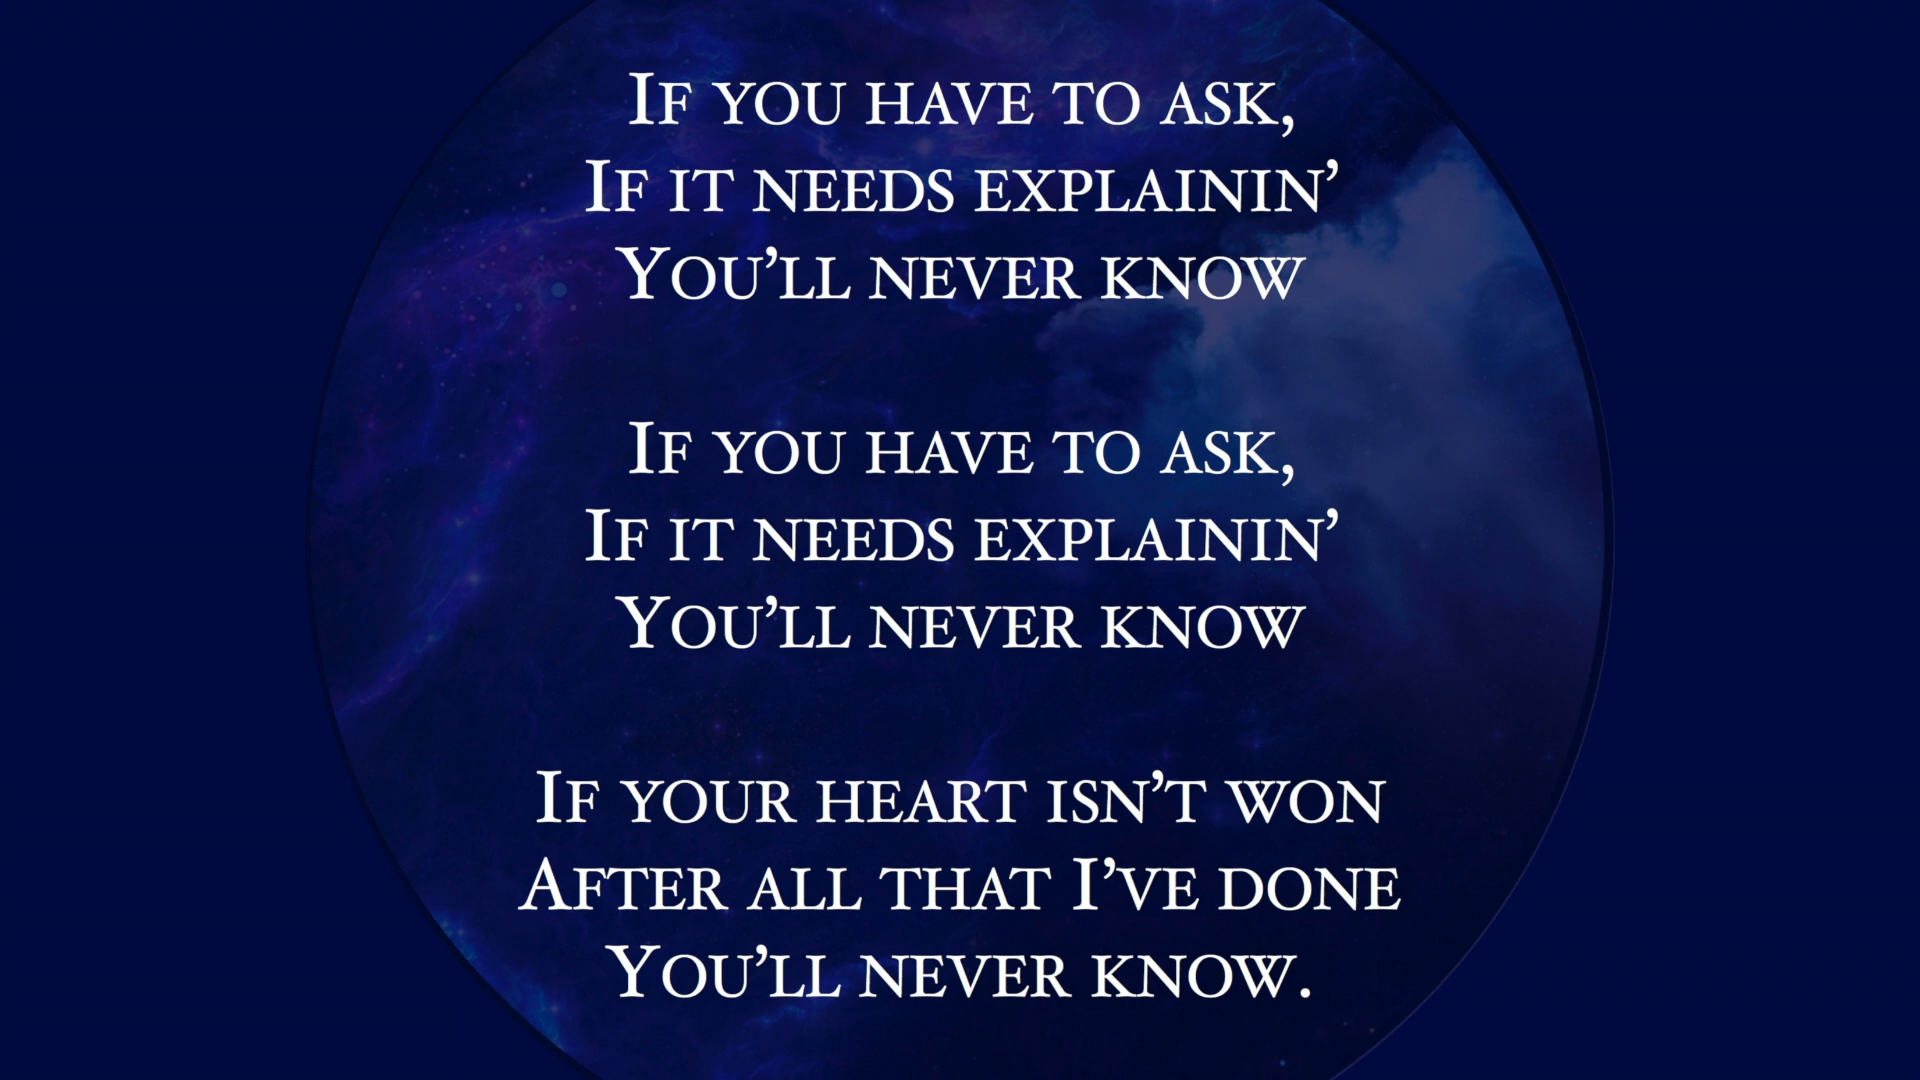 If you have to ask,
If it needs explainin’
You’ll never know
If you have to ask,
If it needs explainin’
You’ll never know
If your heart isn’t won
After all that I’ve done
You’ll never know.